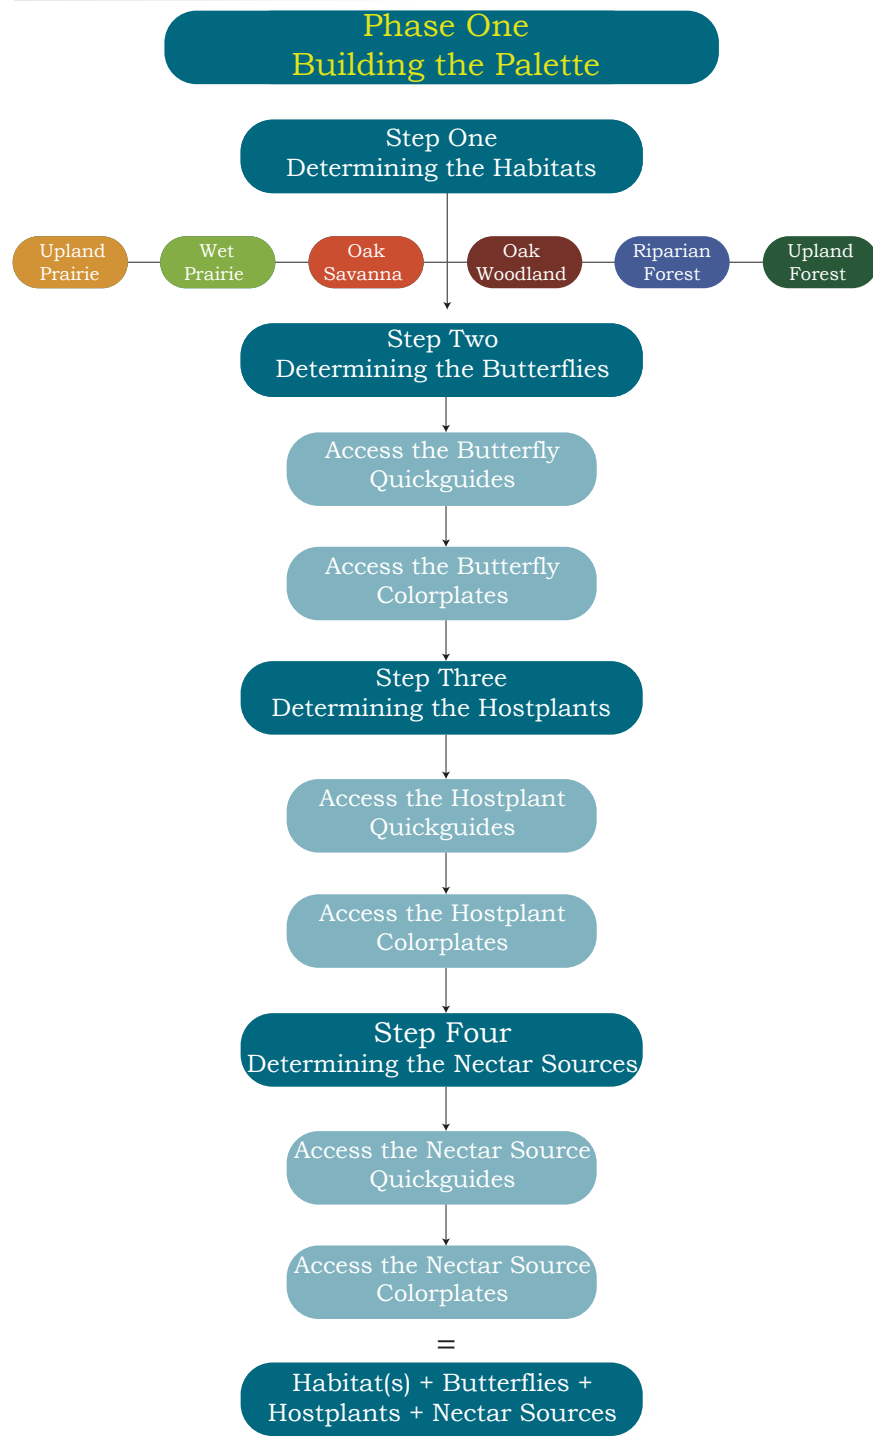 Phase One
Building the Palette
Step One
Determining the Habitats
Upland
Prairie
Wet
Prairie
Oak
Savanna
Oak
Woodland
Riparian
Forest
Upland
Forest
Step Two
Determining the Butterflies
Access the Butterfly
Quickguides
Access the Butterfly
Colorplates
Step Three
Determining the Hostplants
Access the Hostplant
Quickguides
Access the Hostplant
Colorplates
Step Four
Determining the Nectar Sources
Access the Nectar Source
Quickguides
Access the Nectar Source
Colorplates
=
Habitat(s) + Butterflies +
Hostplants + Nectar Sources